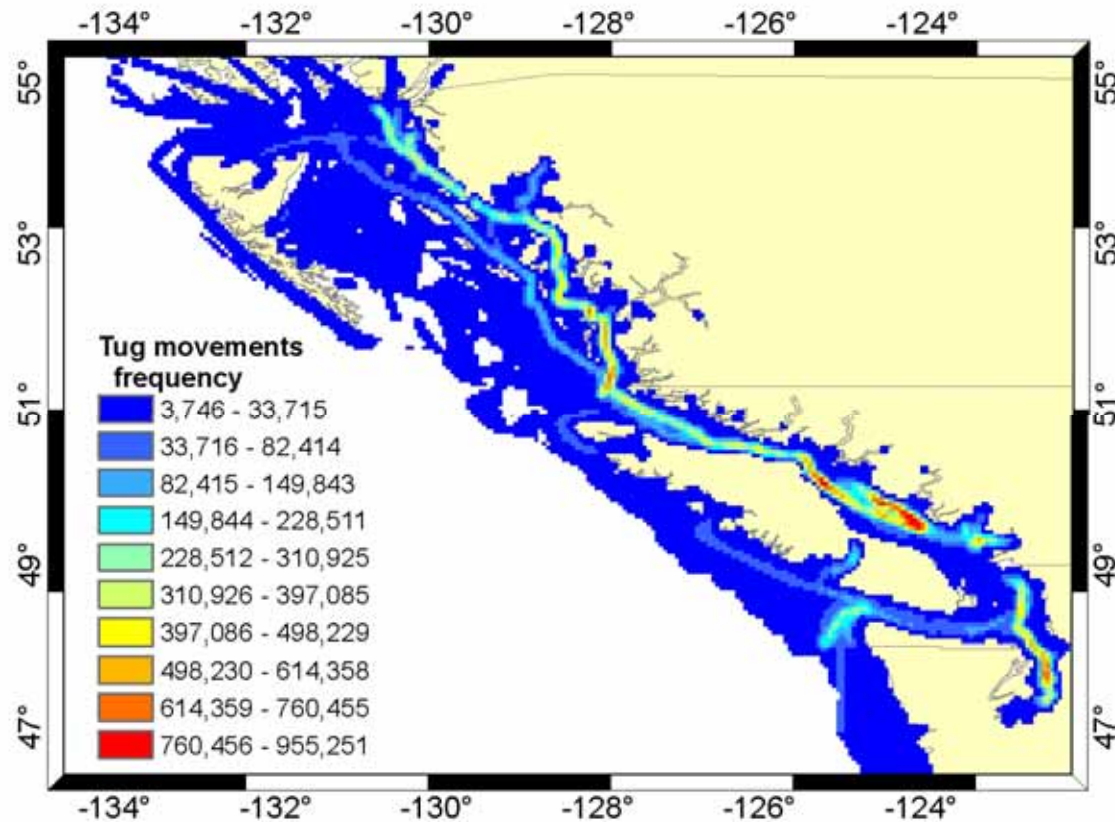 -134° -132° -130° -128° -126° -124°
55° 55°
53° 53°
Tug movements
frequency
51° 51°
3,746 - 33,715
33,716 - 82,414
82,415 - 149,843
149,844 - 228,511
228,512 - 310,925
49° 49°
310,926 - 397,085
397,086 - 498,229
498,230 - 614,358
614,359 - 760,455
47° 47°
760,456 - 955,251
-134° -132° -130° -128° -126° -124°